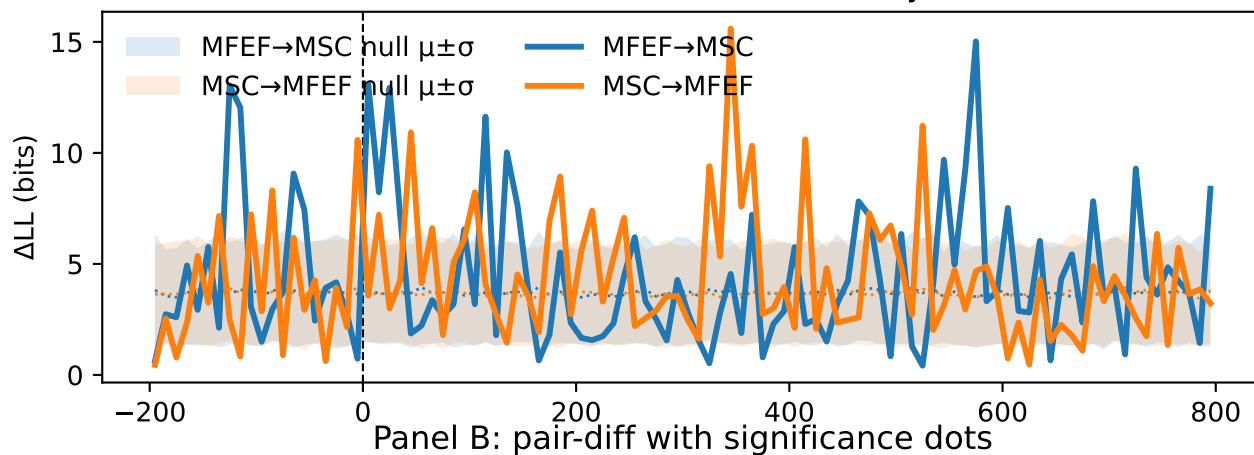 MFEF→MSC null μ±σ
MSC→MFEF null μ±σ
MFEF→MSC
MSC→MFEF
ΔLL (bits)
15
10
5
0
−200 0 200 400 600 800
Panel B: pair-diff with significance dots